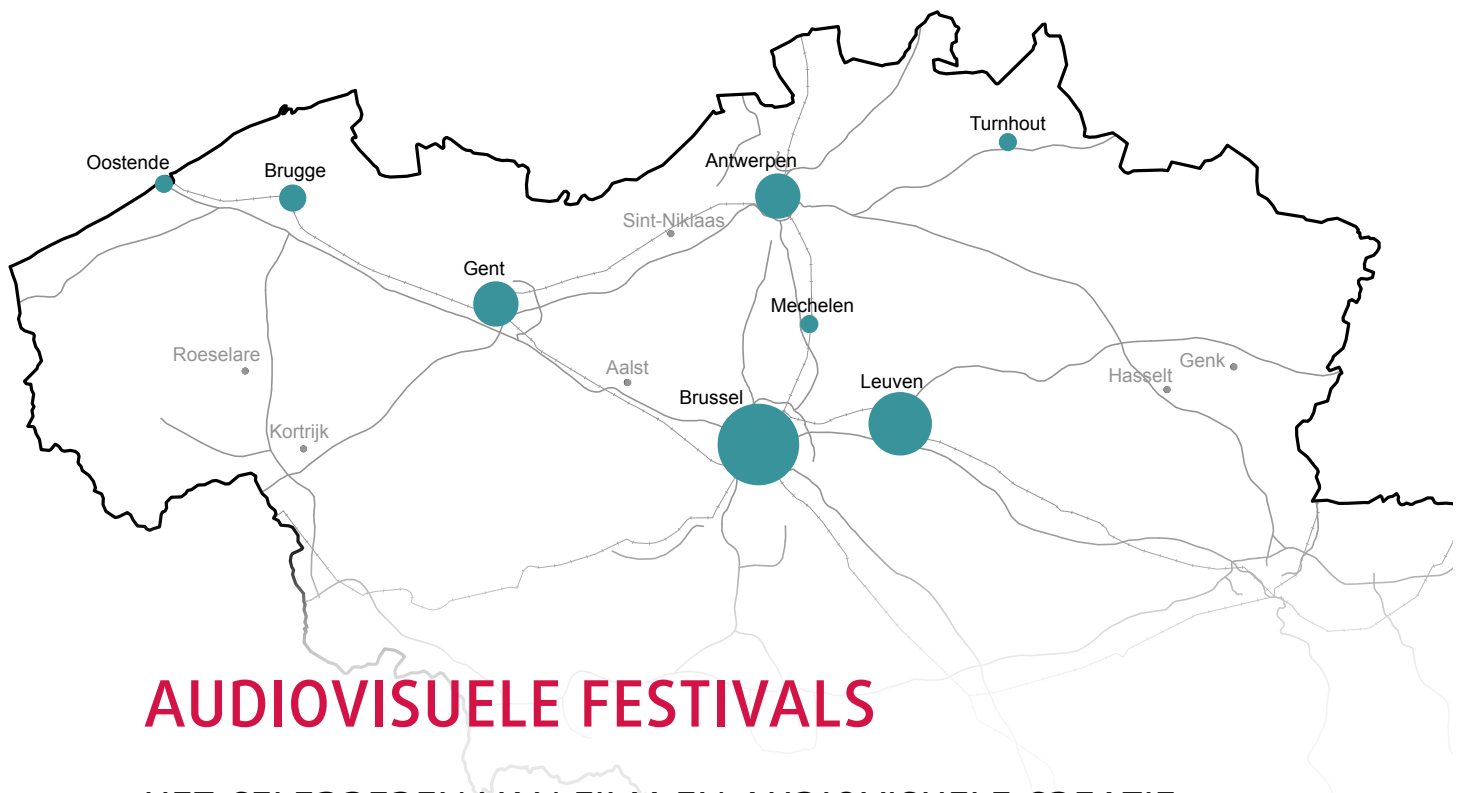 Turnhout
Oostende
Antwerpen
Brugge
Sint-Niklaas
Gent
Mechelen
Roeselare
Aalst
Genk
Hasselt
Leuven
Brussel
Kortrijk
AUDIOVISUELE FESTIVALS